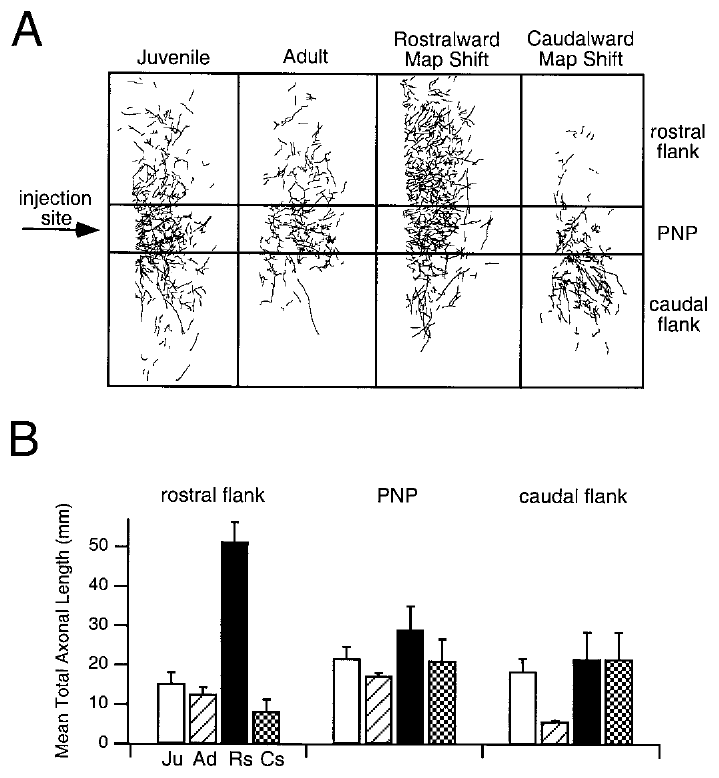 A
Juvenile
Adult
Rostralward
Map Shift
Caudalward
Map Shift
rostral
flank
injection
site
PNP
caudal
flank
B
rostral flank
PNP
caudal flank
Mean Total Axonal Length (mm)
50
40
30
20
10
0
Ju Ad Rs Cs